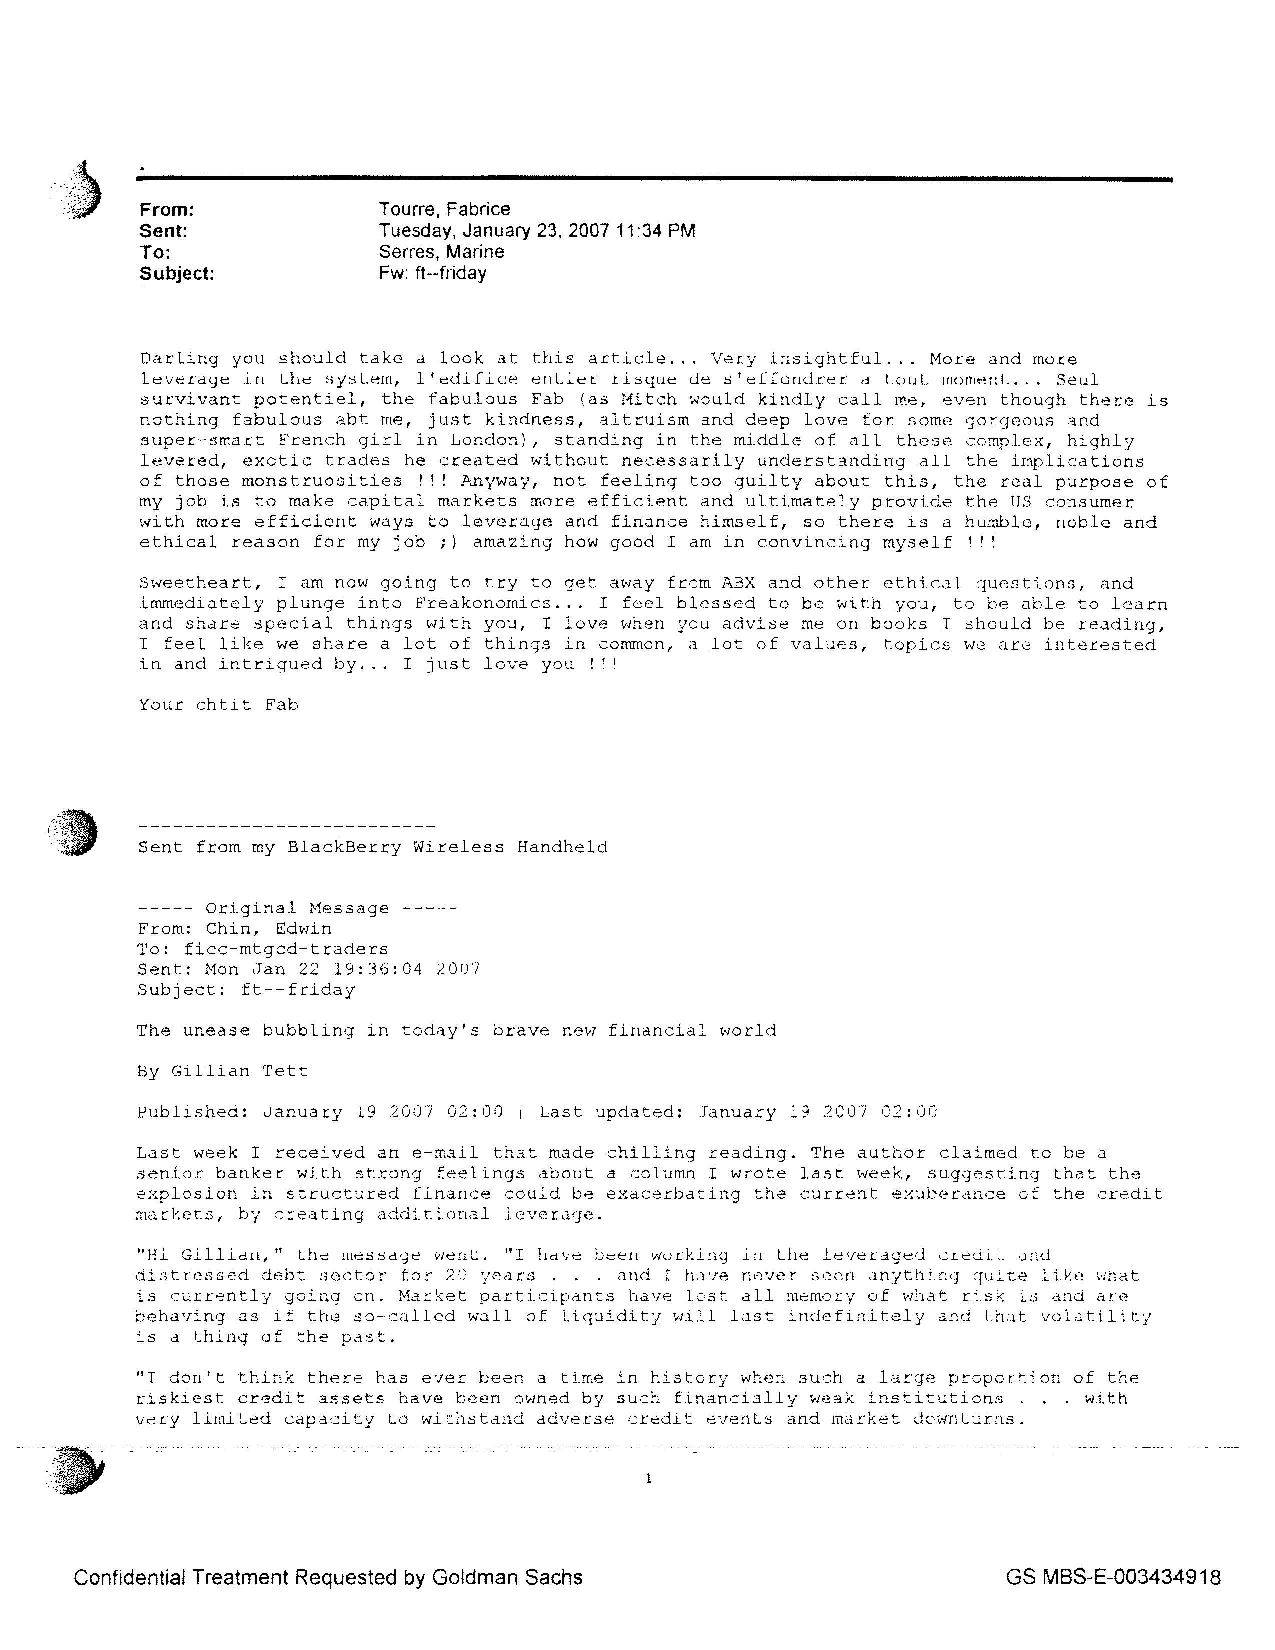 From: Tourre, Fabrice
Sent: Tuesday, January 23, 2007 11:34 PM
To: Serres, Marine
Subject: Fw: ft--friday
Darling you should take a look at this article... Very insightful... More and more
leverage in the system, l'edifice entier risque de s'effondrer a tout moment... Seul
survivant potentiel, the fabulous Fab (as Mitch would kindly call me, even though there is
nothing fabulous abt me, just kindness, altruism and deep love for some gorgeous and
super-smart French girl in London), standing in the middle of all these complex, highly
levered, exotic trades he created without necessarily understanding all the implications
of those monstruosities !!! Anyway, not feeling too guilty about this, the real purpose of
my job is to make capital markets more efficient and ultimately provide the US consumer
with more efficient ways to leverage and finance himself, so there is a humble, noble and
ethical reason for my job ;) amazing how good I am in convincing myself !!!
Sweetheart, I am now going to try to get away from ABX and other ethical questions, and
immediately plunge into Freakonomics... I feel blessed to be with you, to be able to learn
and share special things with you, I love when you advise me on books I should be reading,
I feel like we share a lot of things in common, a lot of values, topics we are interested
in and intrigued by... I just love you !!!
Your chtit Fab
--------------------------
Sent from my BlackBerry Wireless Handheld
----- Original Message -----
From: Chin, Edwin
To: ficc-mtgcd-traders
Sent: Mon Jan 22 19:36:04 2007
Subject: ft--friday
The unease bubbling in today's brave new financial world
By Gillian Tett
Published: January 19 2007 02:00 | Last updated: January 19 2007 02:00
Last week I received an e-mail that made chilling reading. The author claimed to be a
senior banker with strong feelings about a column I wrote last week, suggesting that the
explosion in structured finance could be exacerbating the current exuberance of the credit
markets, by creating additional leverage.
"Hi Gillian," the message went. "I have been working in the leveraged credit and
distressed debt sector for 20 years . . . and I have never seen anything quite like what
is currently going on. Market participants have lost all memory of what risk is and are
behaving as if the so-called wall of liquidity will last indefinitely and that volatility
is a thing of the past.
"I don't think there has ever been a time in history when such a large proportion of the
riskiest credit assets have been owned by such financially weak institutions . . . with
very limited capacity to withstand adverse credit events and market downturns.
1
Confidential Treatment Requested by Goldman Sachs GS MBS-E-003434918